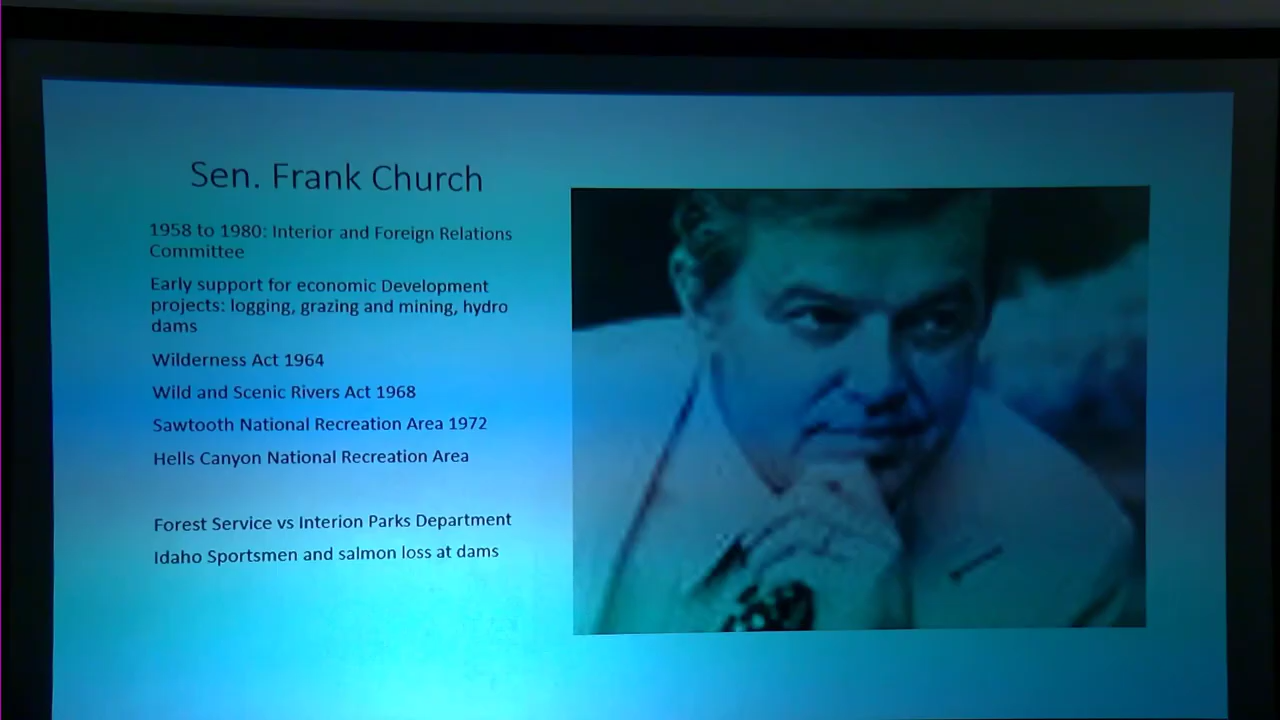 Sen. Frank Church
1958 to 1980: Interior and Foreign Relations
Committee
Early support for economic Development
projects: logging, grazing and mining, hydro
dams
Wilderness Act 1964
Wild and Scenic Rivers Act 1968
Sawtooth National Recreation Area 1972
Hells Canyon National Recreation Area
Forest Service vs Interion Parks Department
Idaho Sportsmen and salmon loss at dams